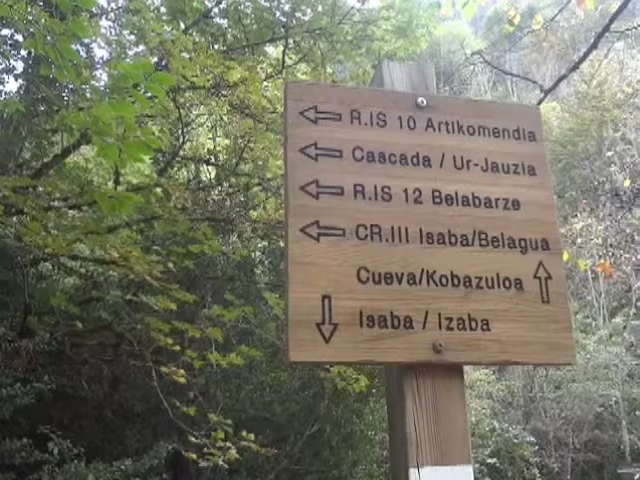 R.IS 10 Artikomendia
Cascada / Ur-Jauzia
R.IS 12 Belabarze
CR.III Isaba/Belagua
Cueva/Kobazuloa
Isaba / Izaba